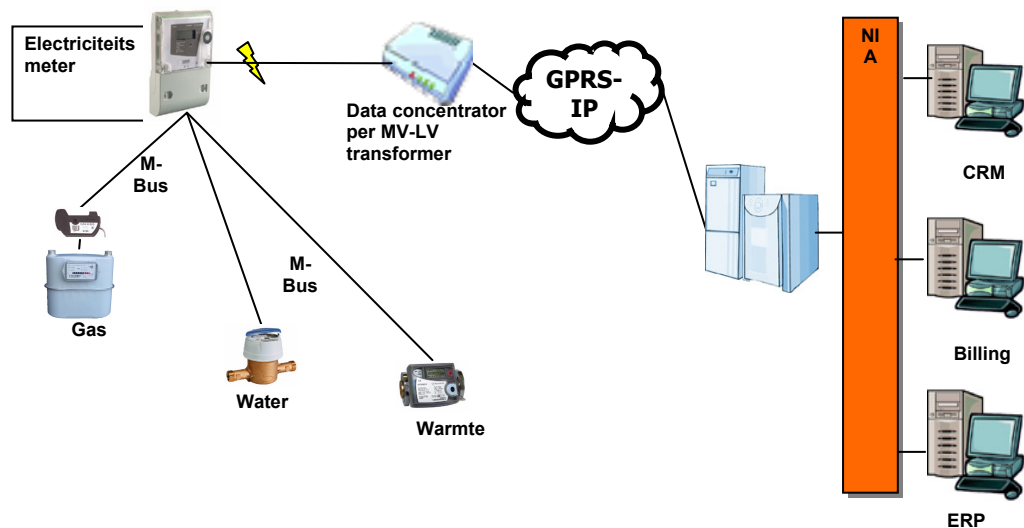 Electriciteits
meter
Data concentrator
per MV-LV
transformer
GPRS-
IP
NI
A
CRM
M-
Bus
M-
Bus
Gas
Water
Warmte
Billing
ERP